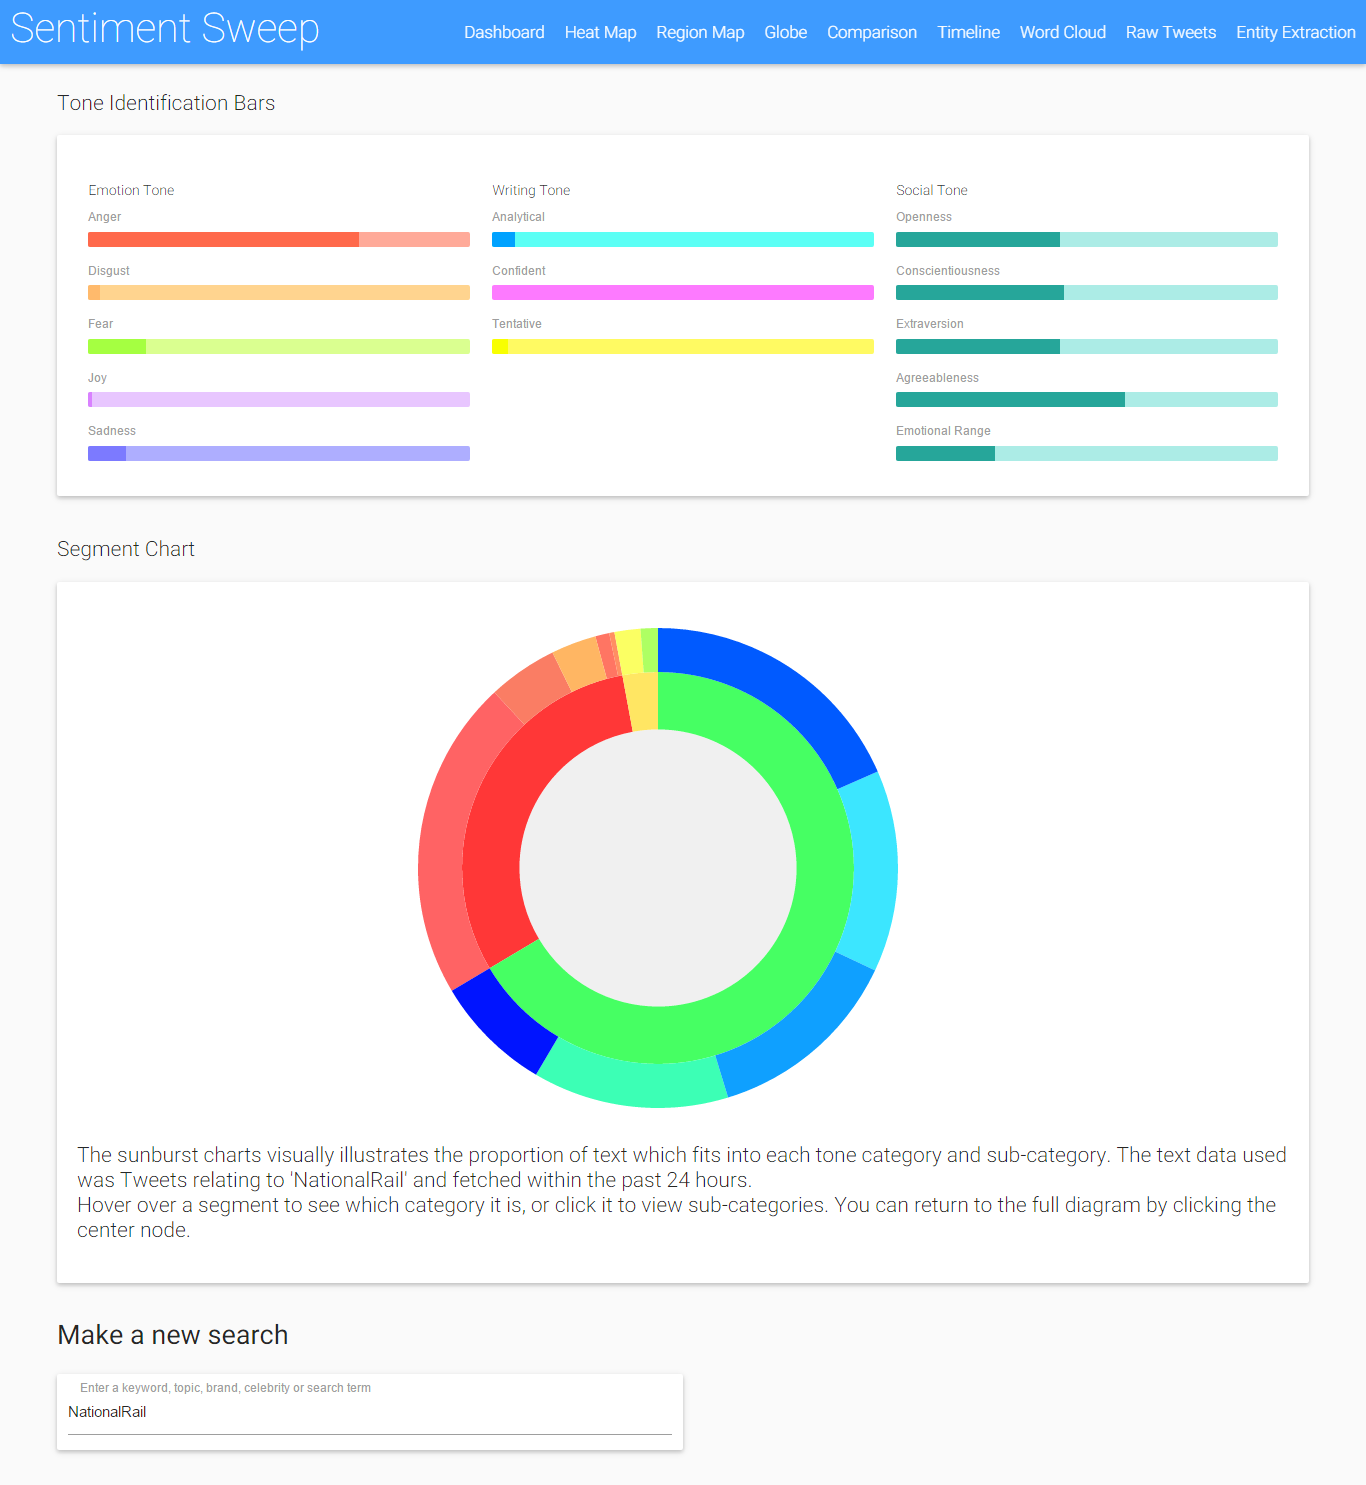 Sentiment Sweep
Dashboard Heat Map Region Map Globe Comparison Timeline Word Cloud Raw Tweets Entity Extraction
Tone Identification Bars
Emotion Tone
Anger
Disgust
Fear
Joy
Sadness
Writing Tone
Analytical
Confident
Tentative
Social Tone
Openness
Conscientiousness
Extraversion
Agreeableness
Emotional Range
Segment Chart
The sunburst charts visually illustrates the proportion of text which fits into each tone category and sub-category. The text data used
was Tweets relating to 'NationalRail' and fetched within the past 24 hours.
Hover over a segment to see which category it is, or click it to view sub-categories. You can return to the full diagram by clicking the
center node.
Make a new search
Enter a keyword, topic, brand, celebrity or search term
NationalRail